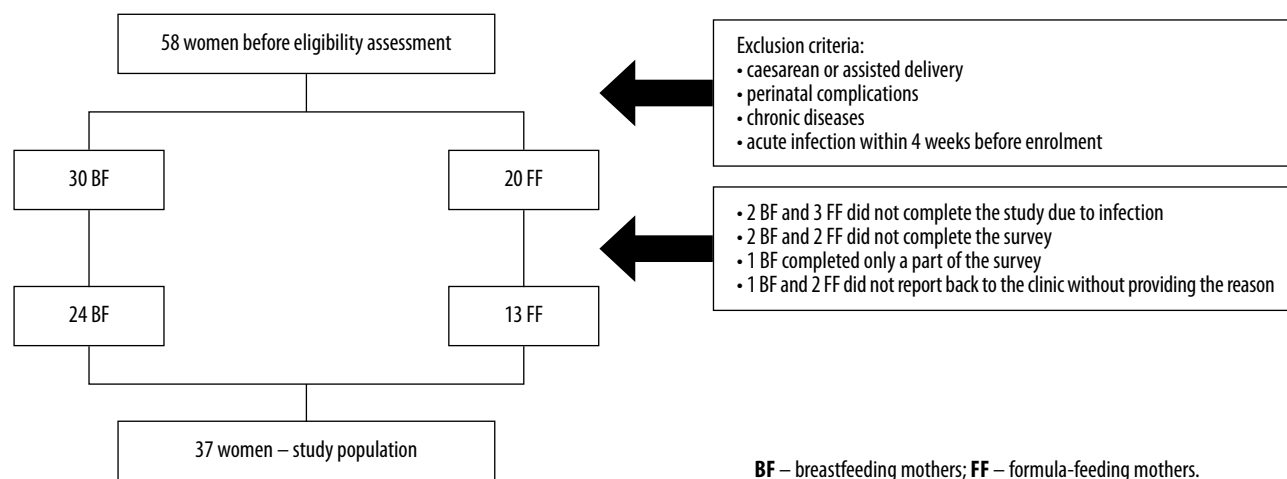 58 women before eligibility assessment
Exclusion criteria:
• caesarean or assisted delivery
• perinatal complications
• chronic diseases
• acute infection within 4 weeks before enrolment
30 BF
20 FF
• 2 BF and 3 FF did not complete the study due to infection
• 2 BF and 2 FF did not complete the survey
• 1 BF completed only a part of the survey
• 1 BF and 2 FF did not report back to the clinic without providing the reason
24 BF
13 FF
37 women – study population
BF – breastfeeding mothers; FF – formula-feeding mothers.